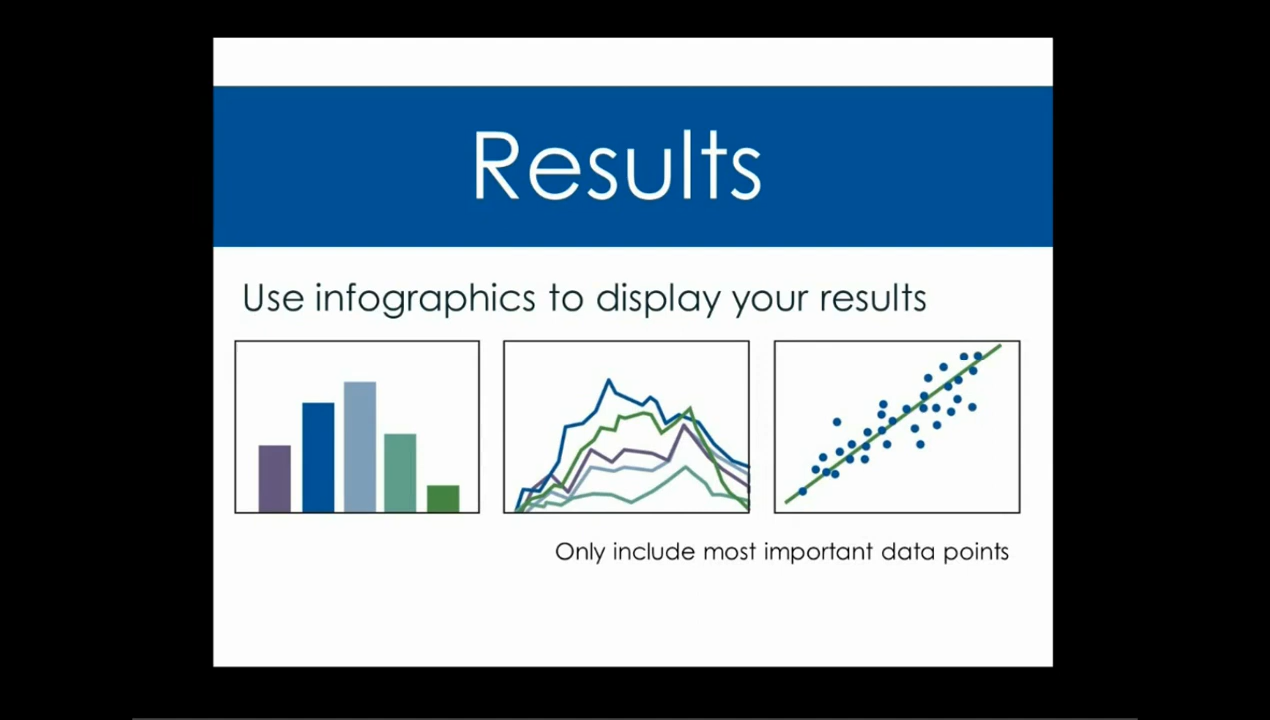 Results
Use infographics to display your results
Only include most important data points